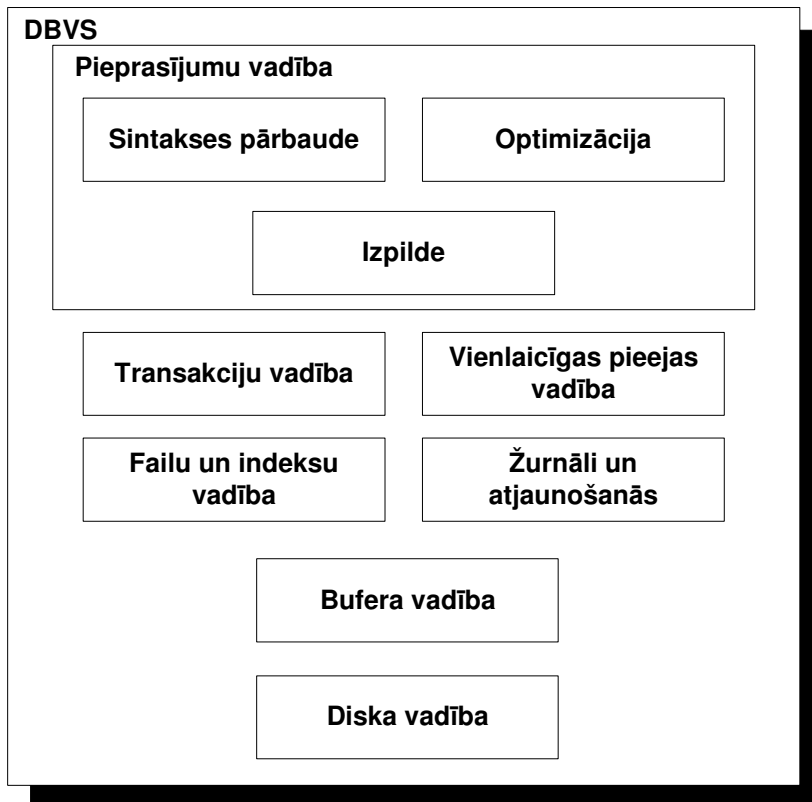 DBVS
Pieprasījumu vadība
Sintakses pārbaude
Optimizācija
Izpilde
Transakciju vadība
Vienlaicīgas pieejas
vadība
Failu un indeksu
vadība
Žurnāli un
atjaunošanās
Bufera vadība
Diska vadība